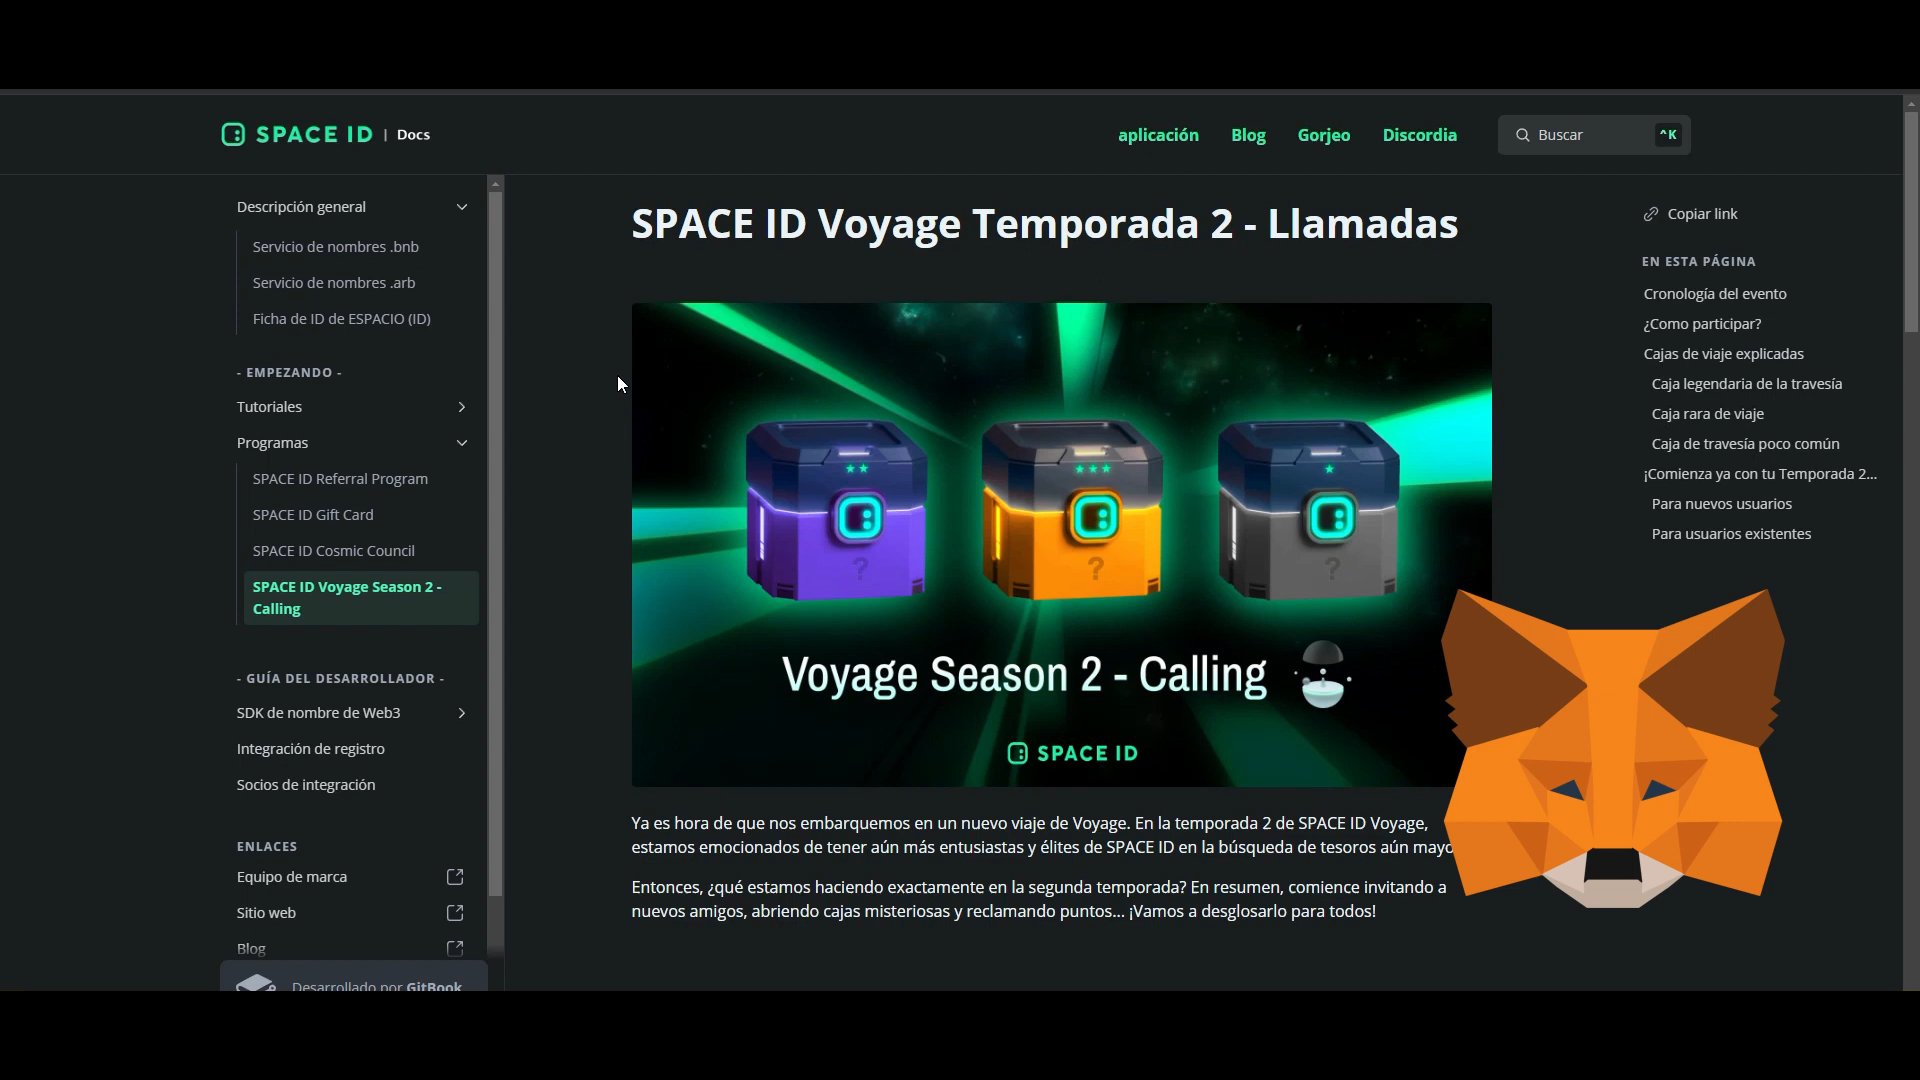 SPACE ID | Docs
aplicación
Blog
Gorjeo
Discordia
Buscar
^K
Descripción general
Servicio de nombres .bnb
Servicio de nombres .arb
Ficha de ID de ESPACIO (ID)
- EMPEZANDO -
Tutoriales
Programas
SPACE ID Referral Program
SPACE ID Gift Card
SPACE ID Cosmic Council
SPACE ID Voyage Season 2 -
Calling
- GUÍA DEL DESARROLLADOR -
SDK de nombre de Web3
Integración de registro
Socios de integración
ENLACES
Equipo de marca
Sitio web
Blog
Desarrollado por GitBook
SPACE ID Voyage Temporada 2 - Llamadas
?
?
?
Voyage Season 2 - Calling
SPACE ID
Ya es hora de que nos embarquemos en un nuevo viaje de Voyage. En la temporada 2 de SPACE ID Voyage,
estamos emocionados de tener aún más entusiastas y élites de SPACE ID en la búsqueda de tesoros aún mayo
Entonces, ¿qué estamos haciendo exactamente en la segunda temporada? En resumen, comience invitando a
nuevos amigos, abriendo cajas misteriosas y reclamando puntos... ¡Vamos a desglosarlo para todos!
Copiar link
EN ESTA PÁGINA
Cronología del evento
¿Como participar?
Cajas de viaje explicadas
Caja legendaria de la travesía
Caja rara de viaje
Caja de travesía poco común
¡Comienza ya con tu Temporada 2...
Para nuevos usuarios
Para usuarios existentes